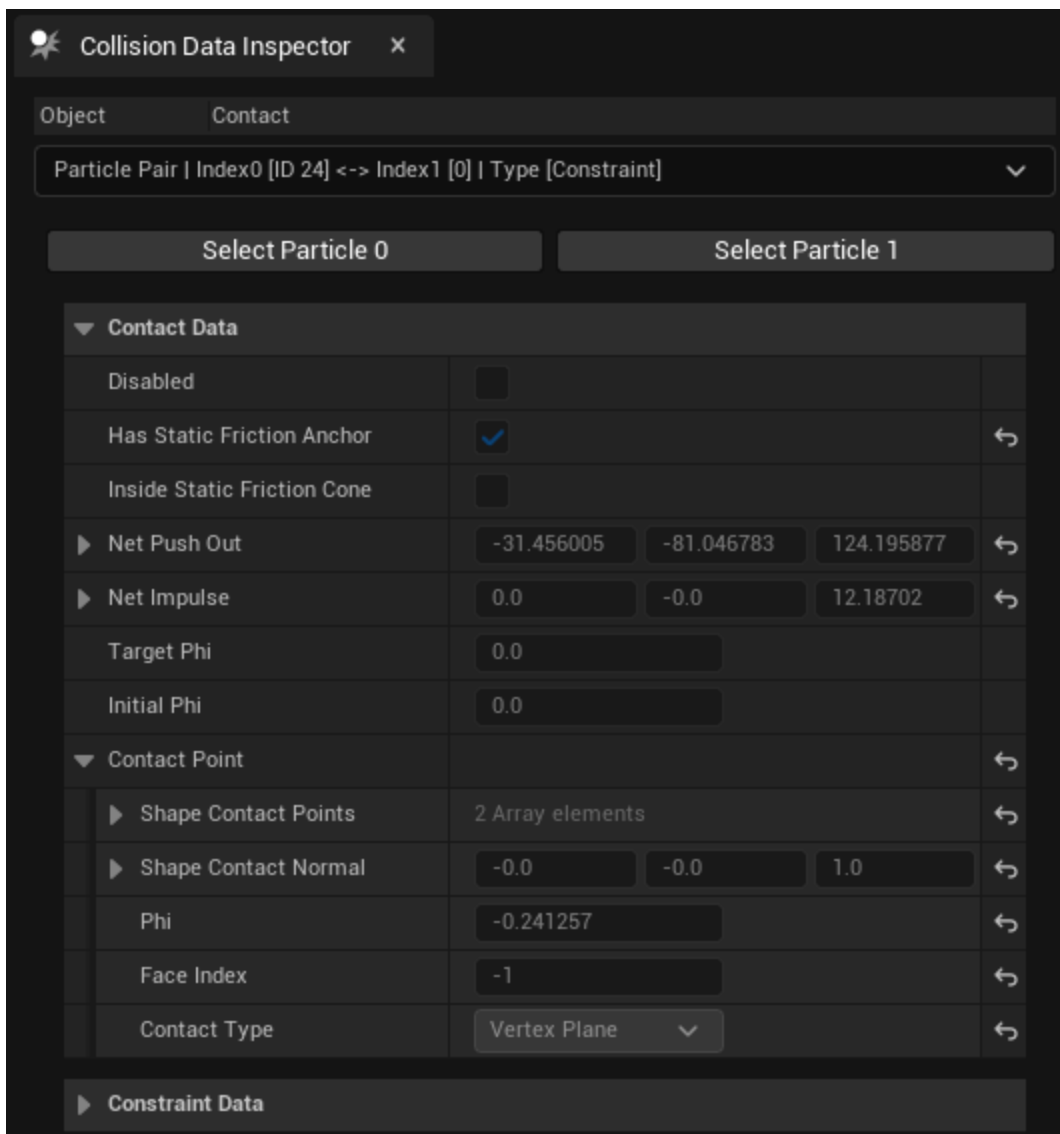 Collision Data Inspector
Object Contact
Particle Pair | Index0 [ID 24] <-> Index1 [0] | Type [Constraint]
Select Particle 0 Select Particle 1
Contact Data
Disabled
Has Static Friction Anchor
Inside Static Friction Cone
Net Push Out -31.456005 -81.046783 124.195877
Net Impulse 0.0 -0.0 12.18702
Target Phi 0.0
Initial Phi 0.0
Contact Point
Shape Contact Points 2 Array elements
Shape Contact Normal -0.0 -0.0 1.0
Phi -0.241257
Face Index -1
Contact Type Vertex Plane
Constraint Data